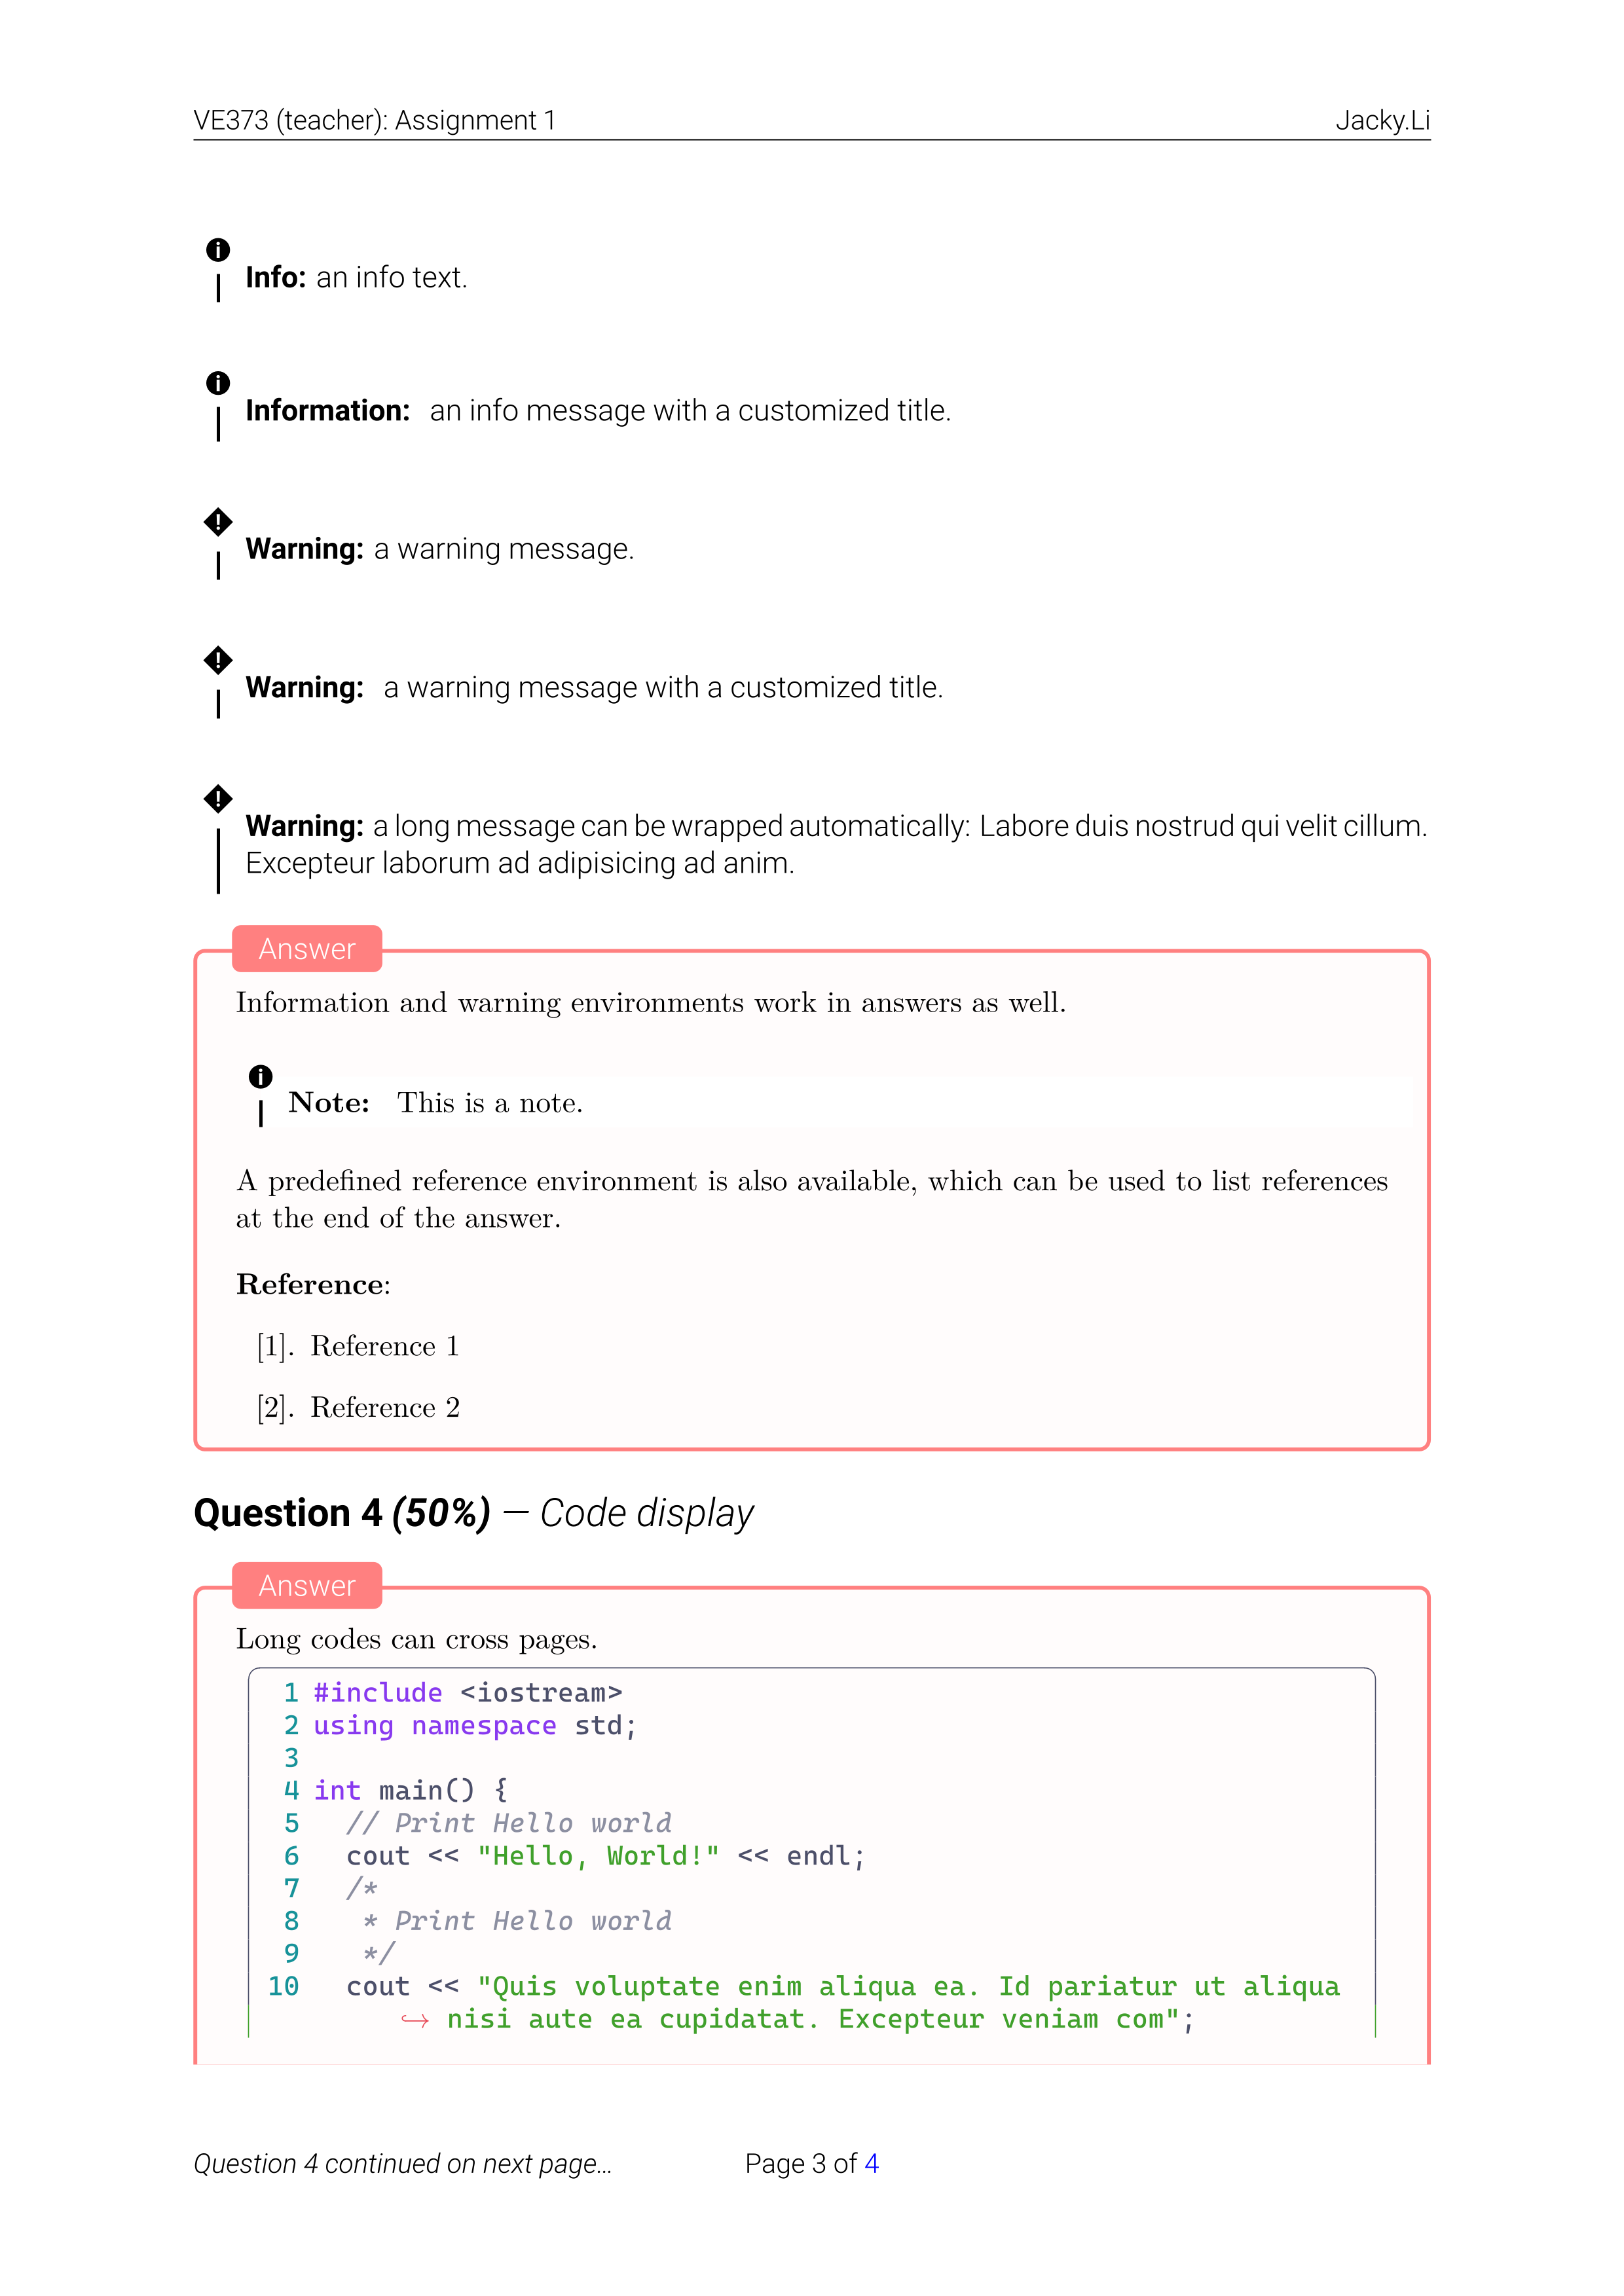 VE373 (teacher): Assignment 1 Jacky.Li
Info: an info text.
Information: an info message with a customized title.
Warning: a warning message.
Warning: a warning message with a customized title.
Warning: a long message can be wrapped automatically: Labore duis nostrud qui velit cillum.
Excepteur laborum ad adipisicing ad anim.
Answer
Information and warning environments work in answers as well.
Note: This is a note.
A predefined reference environment is also available, which can be used to list references
at the end of the answer.
Reference:
[1]. Reference 1
[2]. Reference 2
Question 4 (50%) — Code display
Answer
Long codes can cross pages.
1 #include <iostream>
2 using namespace std;
3
4 int main() {
5   // Print Hello world
6   cout << "Hello, World!" << endl;
7   /*
8    * Print Hello world
9    */
10   cout << "Quis voluptate enim aliqua ea. Id pariatur ut aliqua
↪ nisi aute ea cupidatat. Excepteur veniam com";
Question 4 continued on next page... Page 3 of 4